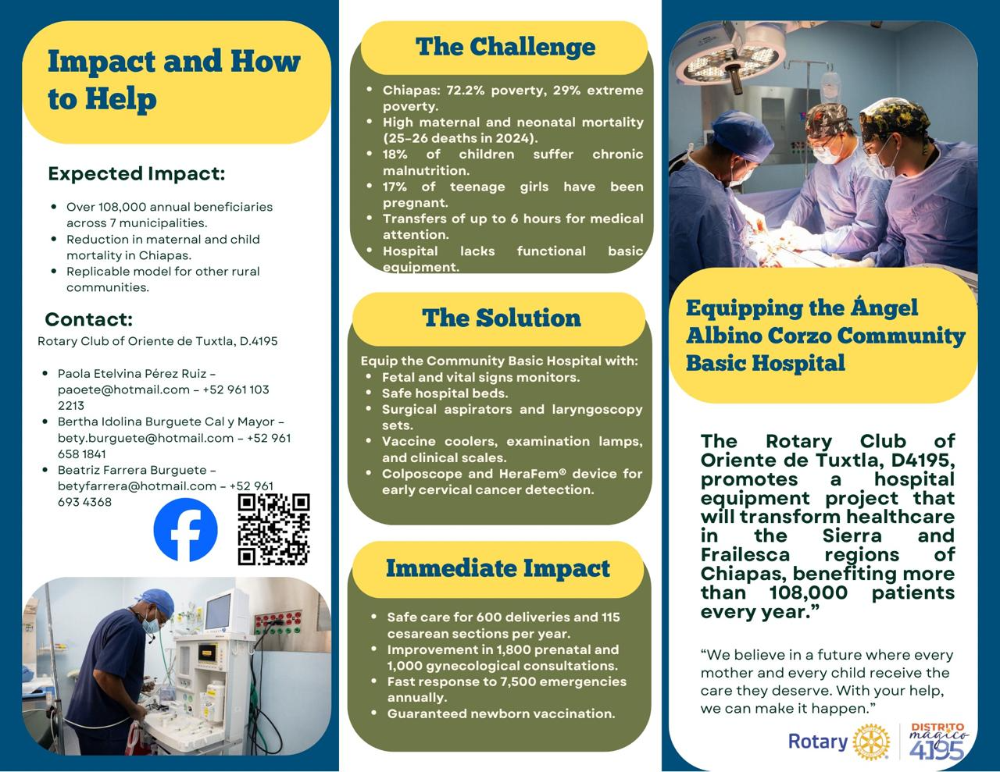 Impact and How
to Help
Expected Impact:
• Over 108,000 annual beneficiaries
across 7 municipalities.
• Reduction in maternal and child
mortality in Chiapas.
• Replicable model for other rural
communities.
Contact:
Rotary Club of Oriente de Tuxtla, D.4195
• Paola Etelvina Pérez Ruiz –
paoete@hotmail.com – +52 961 103
2213
• Bertha Idolina Burguete Cal y Mayor –
bety.burguete@hotmail.com – +52 961
658 1841
• Beatriz Farrera Burguete –
betyfarrera@hotmail.com – +52 961
693 4368
The Challenge
• Chiapas: 72.2% poverty, 29% extreme
poverty.
• High maternal and neonatal mortality
(25–26 deaths in 2024).
• 18% of children suffer chronic
malnutrition.
• 17% of teenage girls have been
pregnant.
• Transfers of up to 6 hours for medical
attention.
• Hospital lacks functional basic
equipment.
The Solution
Equip the Community Basic Hospital with:
• Fetal and vital signs monitors.
• Safe hospital beds.
• Surgical aspirators and laryngoscopy
sets.
• Vaccine coolers, examination lamps,
and clinical scales.
• Colposcope and HeraFem® device for
early cervical cancer detection.
Immediate Impact
• Safe care for 600 deliveries and 115
cesarean sections per year.
• Improvement in 1,800 prenatal and
1,000 gynecological consultations.
• Fast response to 7,500 emergencies
annually.
• Guaranteed newborn vaccination.
Equipping the Ángel
Albino Corzo Community
Basic Hospital
The Rotary Club of
Oriente de Tuxtla, D4195,
promotes a hospital
equipment project that
will transform healthcare
in the Sierra and
Frailesca regions of
Chiapas, benefiting more
than 108,000 patients
every year.”
“We believe in a future where every
mother and every child receive the
care they deserve. With your help,
we can make it happen.”
Rotary
DISTRITO
mágico
4195